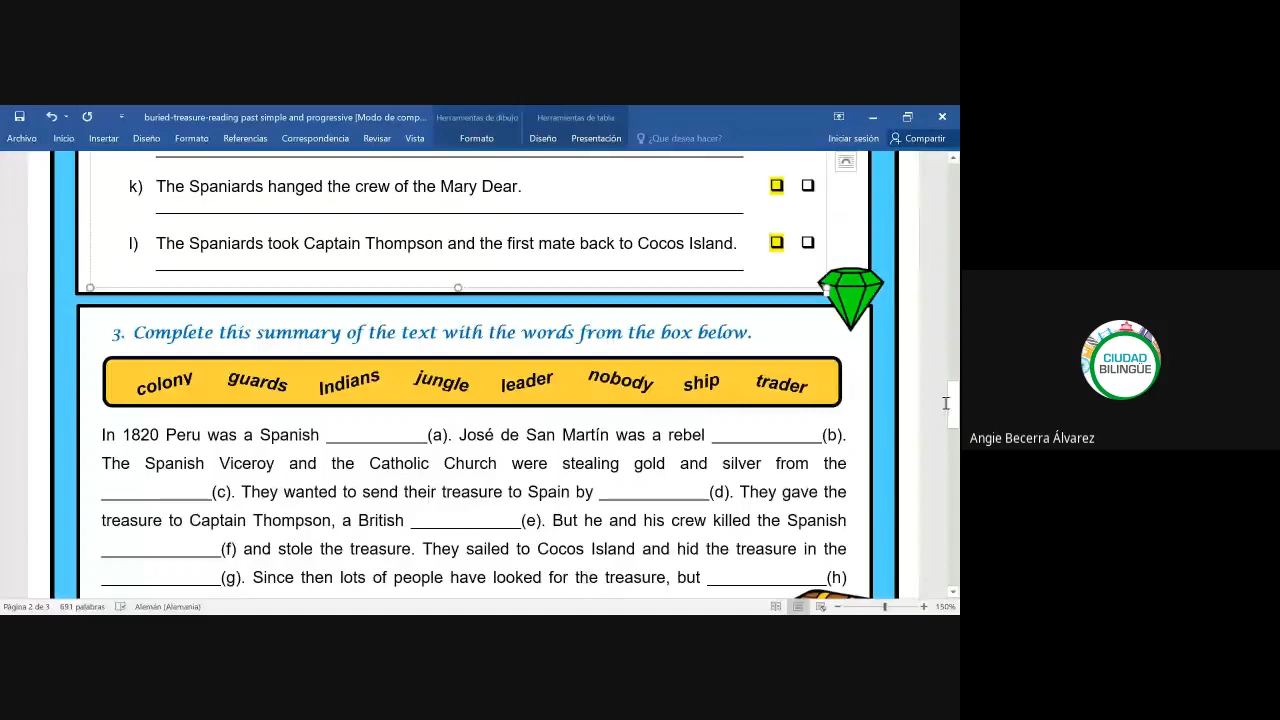 buried-treasure-reading past simple and progressive [Modo de comp...
Herramientas de dibujo
Herramientas de tabla
Archivo Inicio Insertar Diseño Formato Referencias Correspondencia Revisar Vista Formato Diseño Presentación ¿Qué desea hacer? Iniciar sesión Compartir
k) The Spaniards hanged the crew of the Mary Dear.
l) The Spaniards took Captain Thompson and the first mate back to Cocos Island.
3. Complete this summary of the text with the words from the box below.
colony guards Indians jungle leader nobody ship trader
In 1820 Peru was a Spanish ___________(a). José de San Martín was a rebel ____________(b).
The Spanish Viceroy and the Catholic Church were stealing gold and silver from the
____________(c). They wanted to send their treasure to Spain by ____________(d). They gave the
treasure to Captain Thompson, a British ____________(e). But he and his crew killed the Spanish
_____________(f) and stole the treasure. They sailed to Cocos Island and hid the treasure in the
_____________(g). Since then lots of people have looked for the treasure, but _____________(h)
Página 2 de 3 691 palabras Alemán (Alemania) 150%
CIUDAD
BILINGÜE
Angie Becerra Álvarez